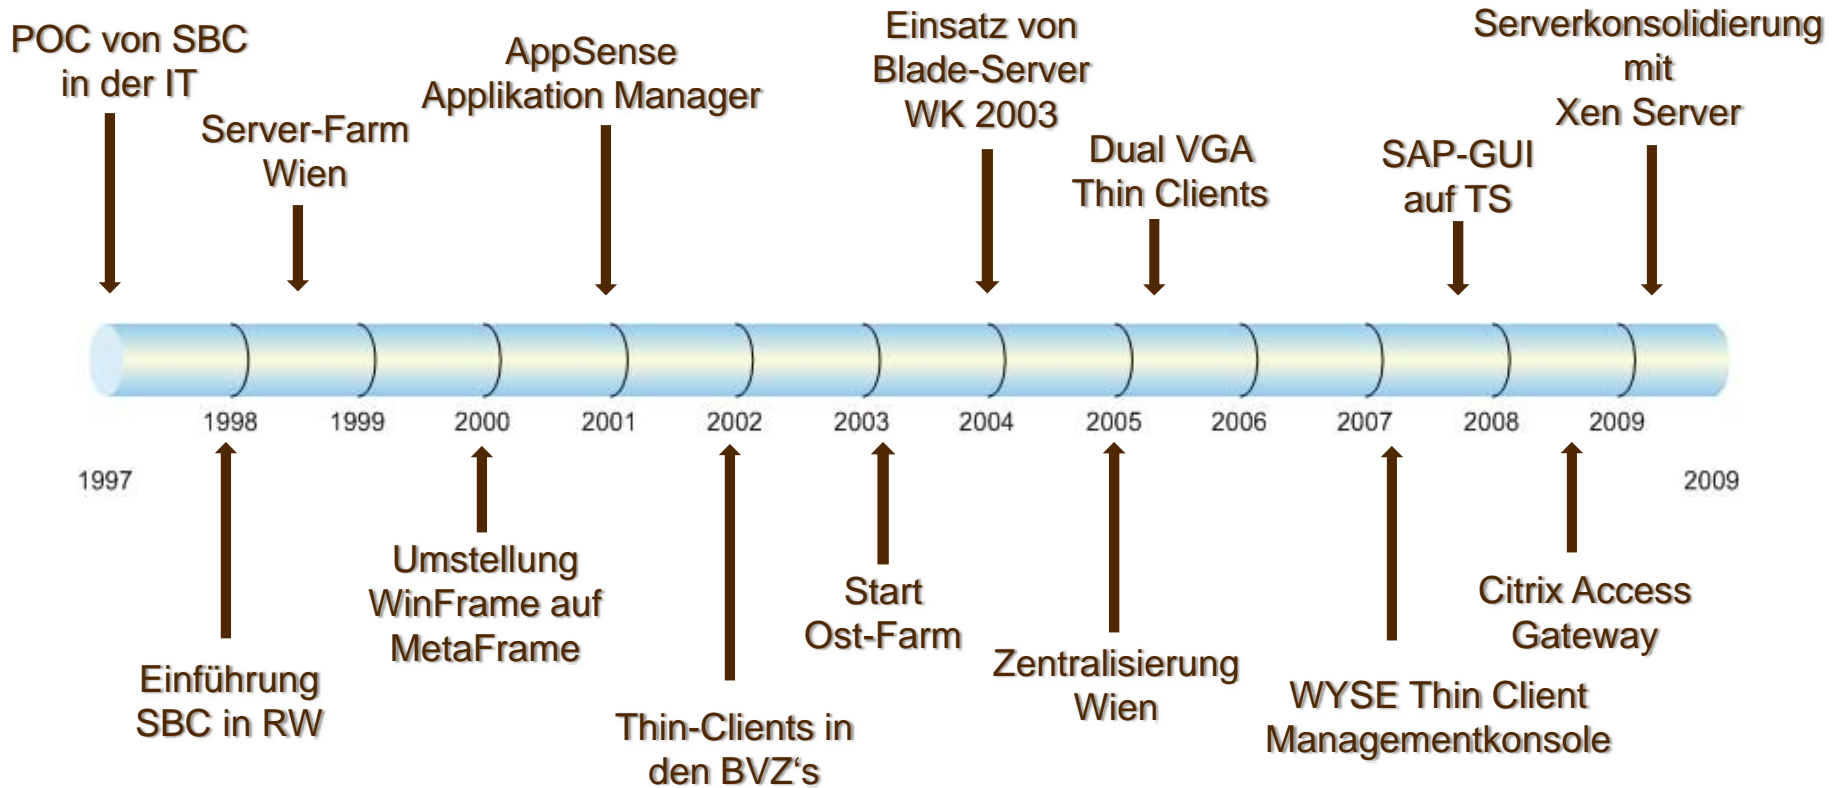 POC von SBC
in der IT
Server-Farm
Wien
AppSense
Applikation Manager
Einsatz von
Blade-Server
WK 2003
Dual VGA
Thin Clients
SAP-GUI
auf TS
Serverkonsolidierung
mit
Xen Server
1998 1999 2000 2001 2002 2003 2004 2005 2006 2007 2008 2009
1997 2009
Einführung
SBC in RW
Umstellung
WinFrame auf
MetaFrame
Thin-Clients in
den BVZ‘s
Start
Ost-Farm
Zentralisierung
Wien
WYSE Thin Client
Managementkonsole
Citrix Access
Gateway